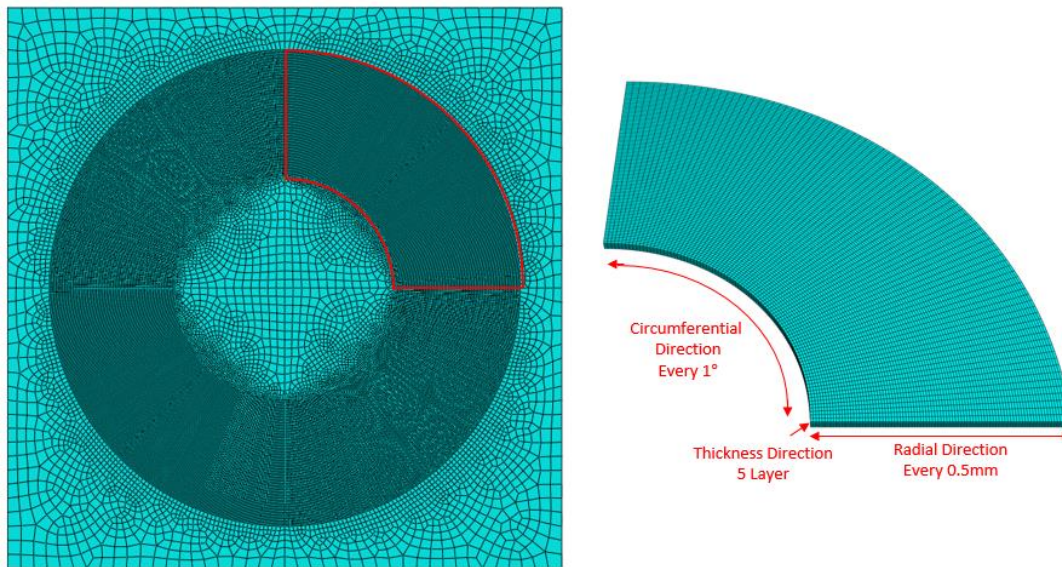 Circumferential
Direction
Every 1°
Thickness Direction
5 Layer
Radial Direction
Every 0.5mm